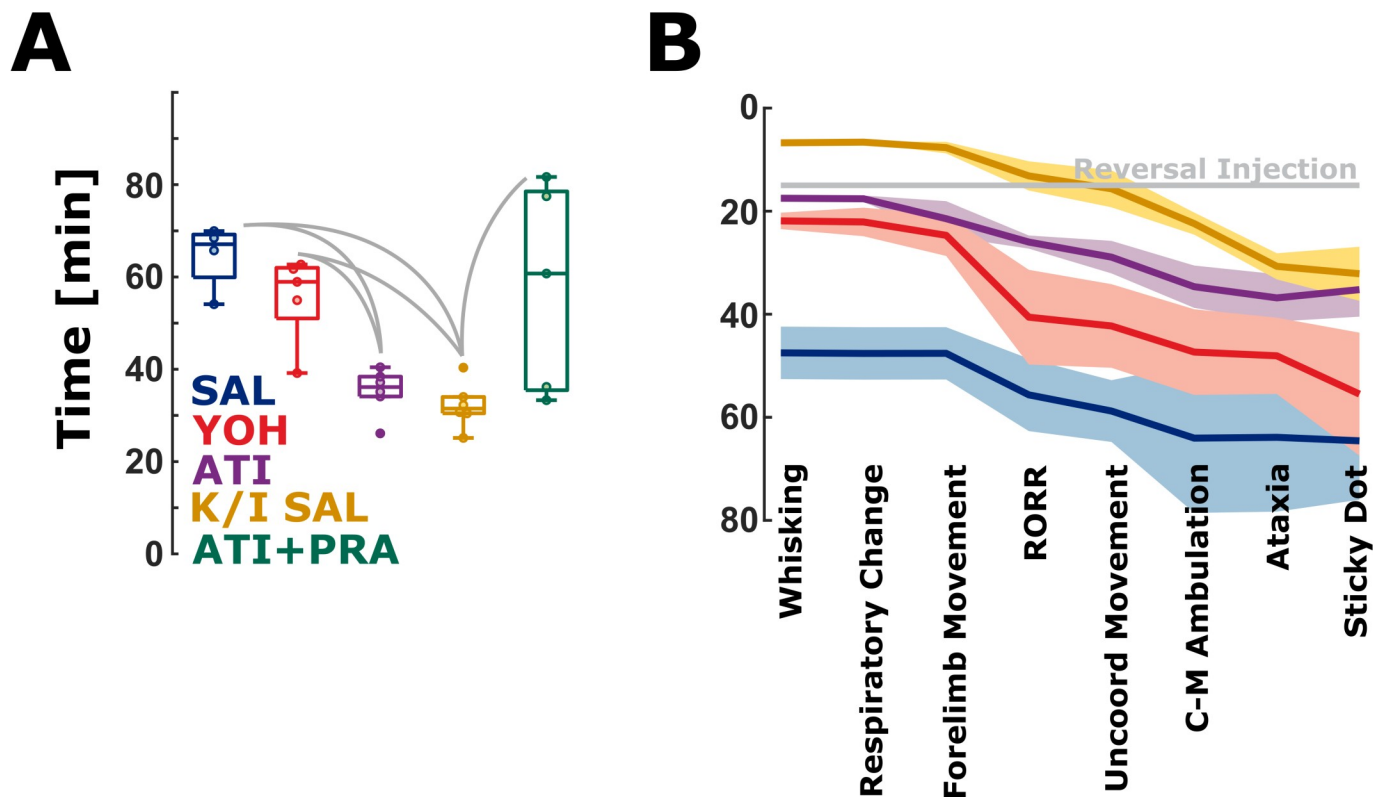 A
Time [min]
80
60
40
20
0
SAL
YOH
ATI
K/I SAL
ATI+PRA
B
0
20
40
60
80
Reversal Injection
Whisking
Respiratory Change
Forelimb Movement
RORR
Uncoord Movement
C-M Ambulation
Ataxia
Sticky Dot